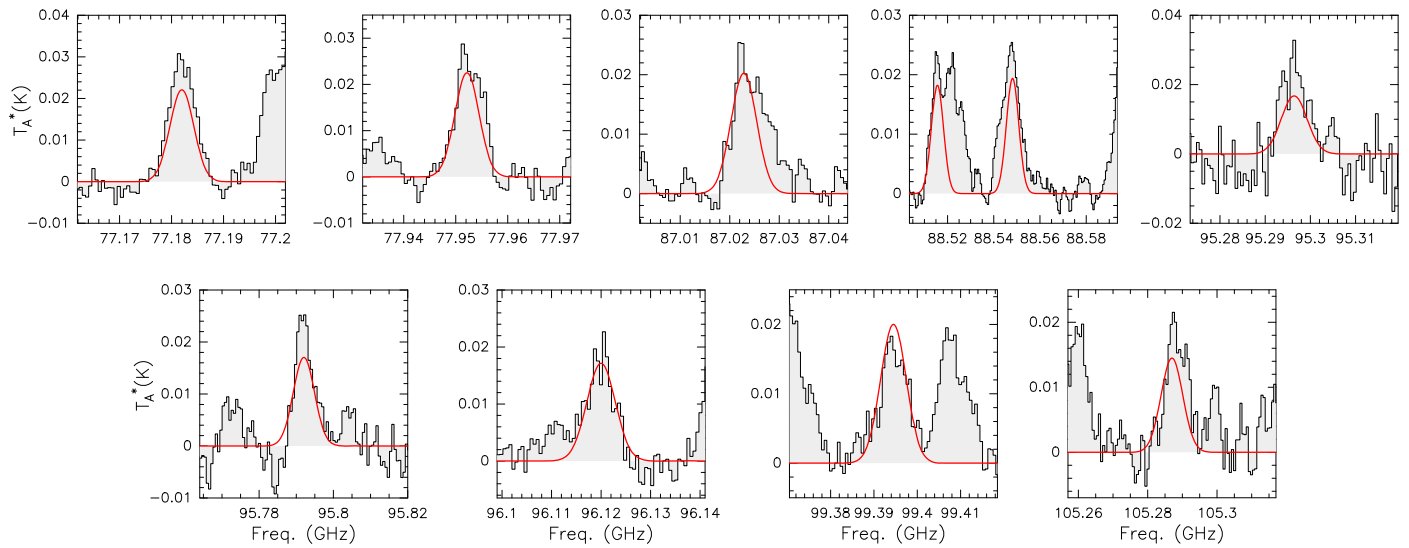 0.04 0.03 0.02 0.01 0 −0.01
T_A*(K)
77.17 77.18 77.19 77.2
0.03 0.02 0.01 0 −0.01
77.94 77.95 77.96 77.97
0.03 0.02 0.01 0
87.01 87.02 87.03 87.04
0.03 0.02 0.01 0
88.52 88.54 88.56 88.58
0.04 0.02 0 −0.02
95.28 95.29 95.3 95.31
0.03 0.02 0.01 0 −0.01
T_A*(K)
95.78 95.8 95.82
Freq. (GHz)
0.03 0.02 0.01 0
96.1 96.11 96.12 96.13 96.14
Freq. (GHz)
0.02 0.01 0
99.38 99.39 99.4 99.41
Freq. (GHz)
0.02 0.01 0
105.26 105.28 105.3
Freq. (GHz)